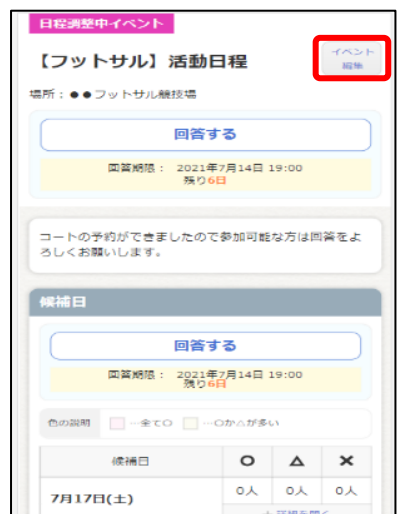 日程調整中イベント
【フットサル】活動日程
イベント
編集
場所：●●フットサル競技場
回答する
回答期限： 2021年7月14日 19:00
残り6日
コートの予約ができましたので参加可能な方は回答をよ
ろしくお願いします。
候補日
回答する
回答期限： 2021年7月14日 19:00
残り6日
色の説明 …全て○ …○か△が多い
候補日 ○ △ ×
7月17日(土) 0人 0人 0人